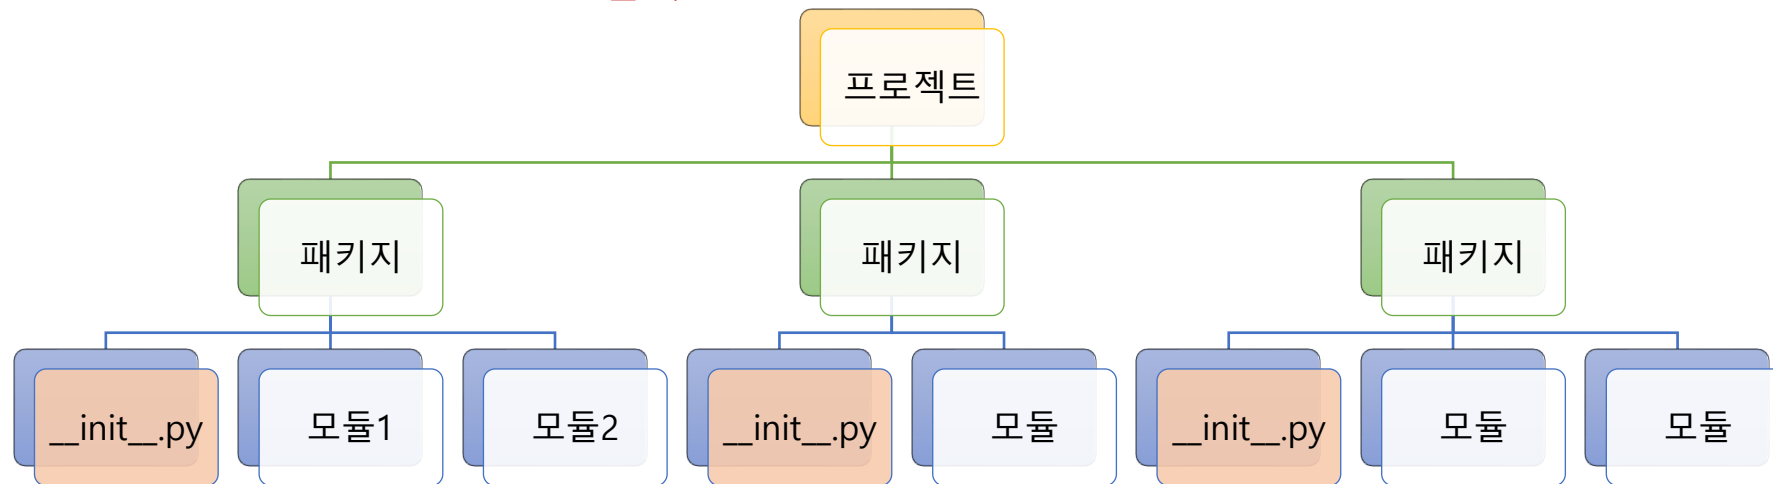 프로젝트
패키지
패키지
패키지
__init__.py
모듈1
모듈2
__init__.py
모듈
__init__.py
모듈
모듈